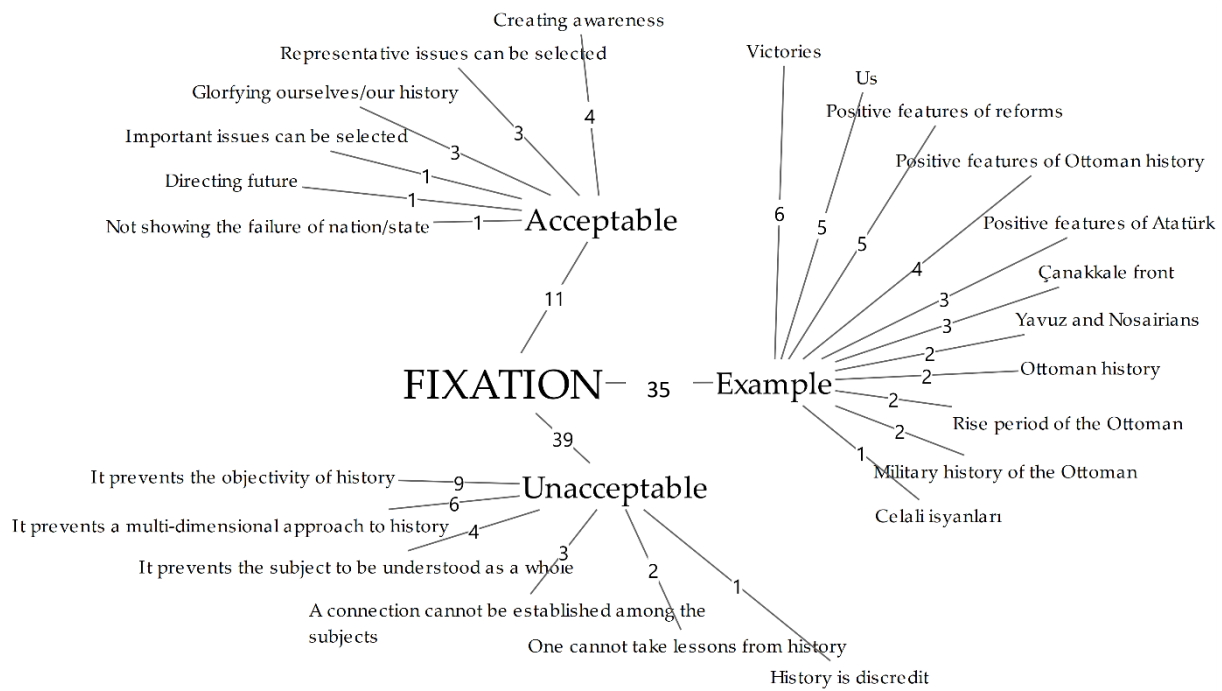 Creating awareness
Representative issues can be selected
Glorfying ourselves/our history
Important issues can be selected
Directing future
Not showing the failure of nation/state
4
3
3
1
1
1
Acceptable
11
FIXATION
35
Example
Victories
Us
Positive features of reforms
Positive features of Ottoman history
Positive features of Atatürk
Çanakkale front
Yavuz and Nosairians
Ottoman history
Rise period of the Ottoman
Military history of the Ottoman
Celali isyanları
6
5
5
4
3
3
2
2
2
2
1
39
Unacceptable
It prevents the objectivity of history
It prevents a multi-dimensional approach to history
It prevents the subject to be understood as a whole
A connection cannot be established among the
subjects
One cannot take lessons from history
History is discredit
9
6
4
3
2
1